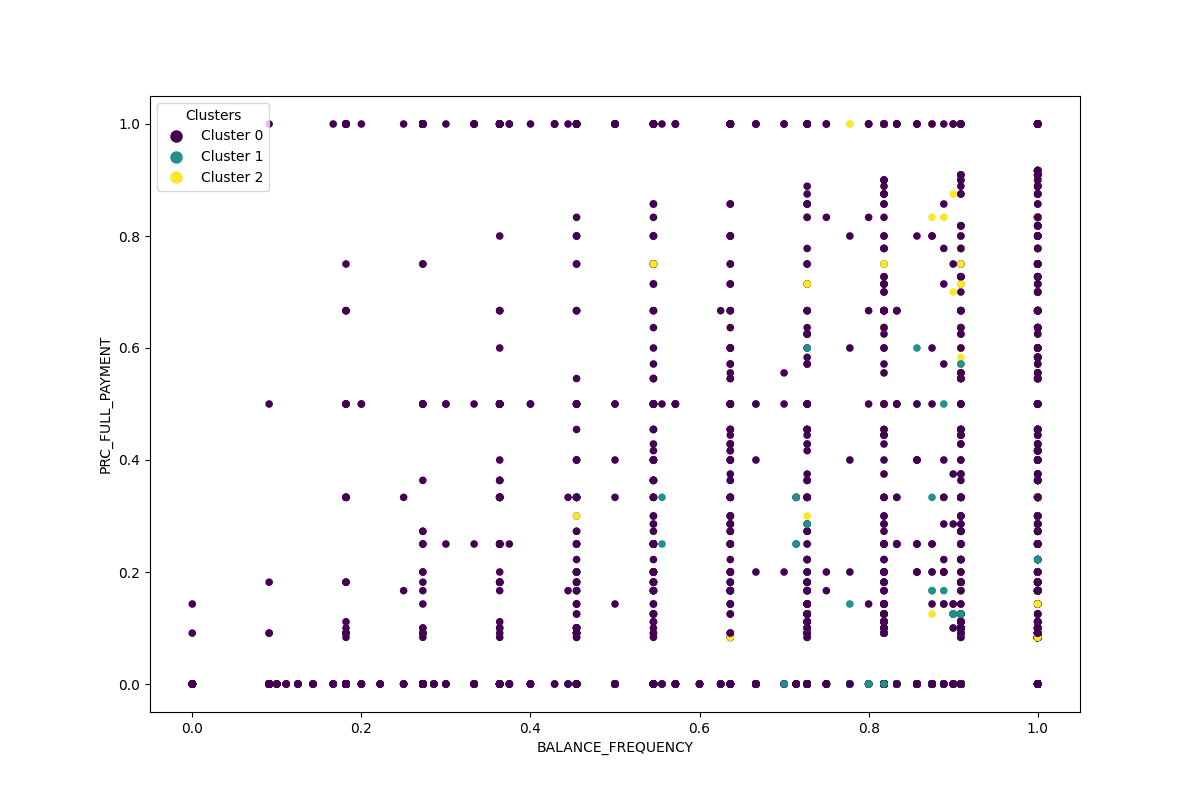 Clusters
Cluster 0
Cluster 1
Cluster 2
1.0
0.8
0.6
0.4
0.2
0.0
PRC_FULL_PAYMENT
0.0 0.2 0.4 0.6 0.8 1.0
BALANCE_FREQUENCY